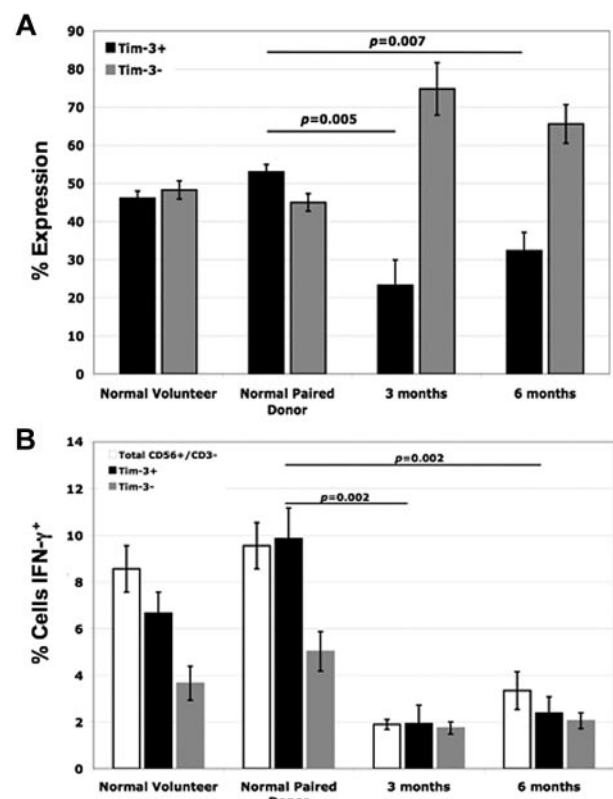 A
Tim-3+
Tim-3-
p=0.007
p=0.005
% Expression
90
80
70
60
50
40
30
20
10
0
Normal Volunteer
Normal Paired Donor
3 months
6 months
B
Total CD56+/CD3-
Tim-3+
Tim-3-
p=0.002
p=0.002
% Cells IFN-γ+
14
12
10
8
6
4
2
0
Normal Volunteer
Normal Paired
Donor
3 months
6 months